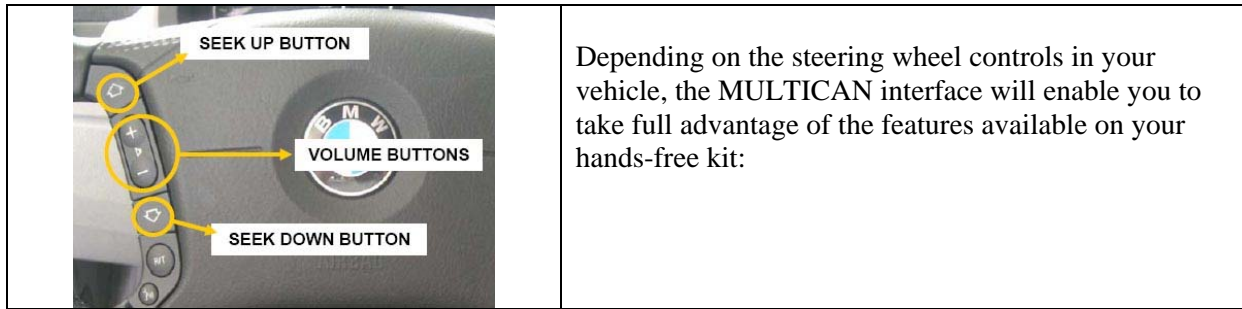 SEEK UP BUTTON
VOLUME BUTTONS
SEEK DOWN BUTTON
B M W
R/T
AIRBAG
Depending on the steering wheel controls in your
vehicle, the MULTICAN interface will enable you to
take full advantage of the features available on your
hands-free kit: